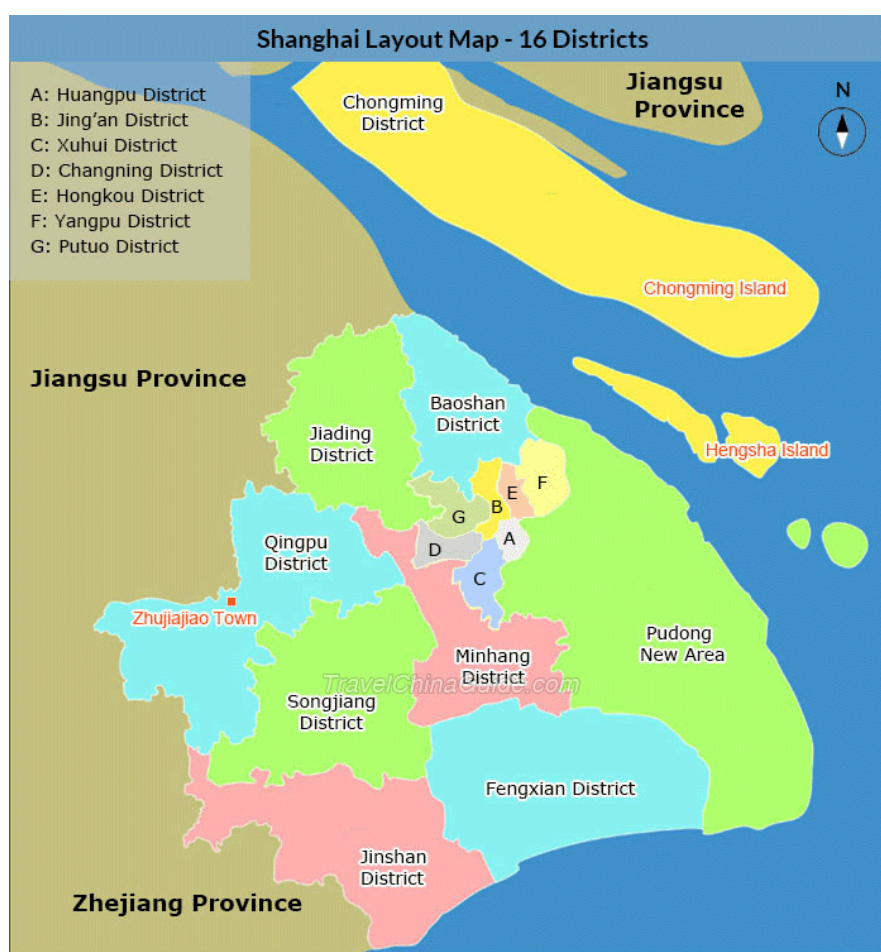 Shanghai Layout Map - 16 Districts
A: Huangpu District
B: Jing'an District
C: Xuhui District
D: Changning District
E: Hongkou District
F: Yangpu District
G: Putuo District
Chongming
District
Jiangsu
Province
N
Chongming Island
Jiangsu Province
Baoshan
District
Jiading
District
Hengsha Island
F
E
B
G
A
D
C
Qingpu
District
Zhujiajiao Town
Pudong
New Area
Minhang
District
TravelChinaGuide.com
Songjiang
District
Fengxian District
Jinshan
District
Zhejiang Province